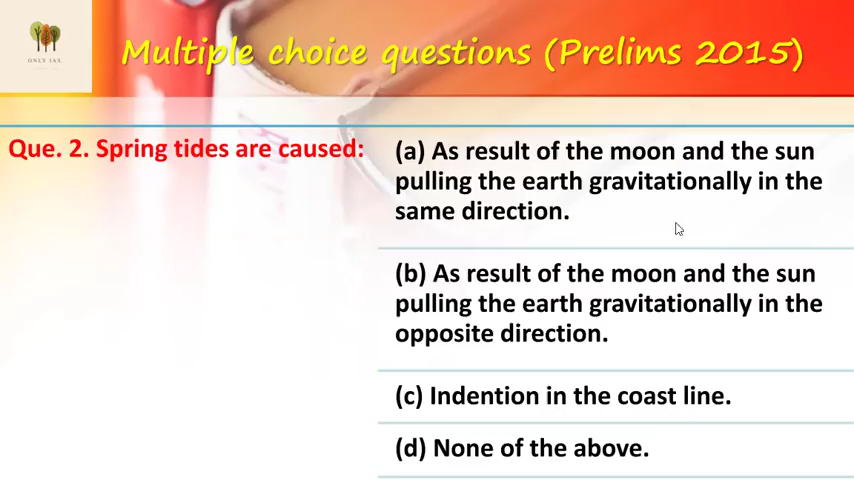 ONLY IAX
Multiple choice questions (Prelims 2015)
Que. 2. Spring tides are caused:
(a) As result of the moon and the sun
pulling the earth gravitationally in the
same direction.
(b) As result of the moon and the sun
pulling the earth gravitationally in the
opposite direction.
(c) Indention in the coast line.
(d) None of the above.